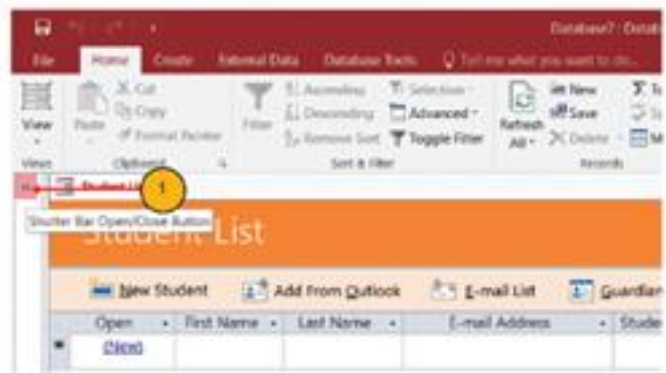 Database7 : Datab
File Home Create External Data Database Tools Tell me what you want to do...
View Paste Cut Copy Format Painter Filter Ascending Descending Remove Sort Selection Advanced Toggle Filter Refresh All New Save Delete
Views Clipboard Sort & Filter Records
Student Li 1
Shutter Bar Open/Close Button
Student List
New Student Add From Outlook E-mail List Guardian
Open First Name Last Name E-mail Address Stude
(New)